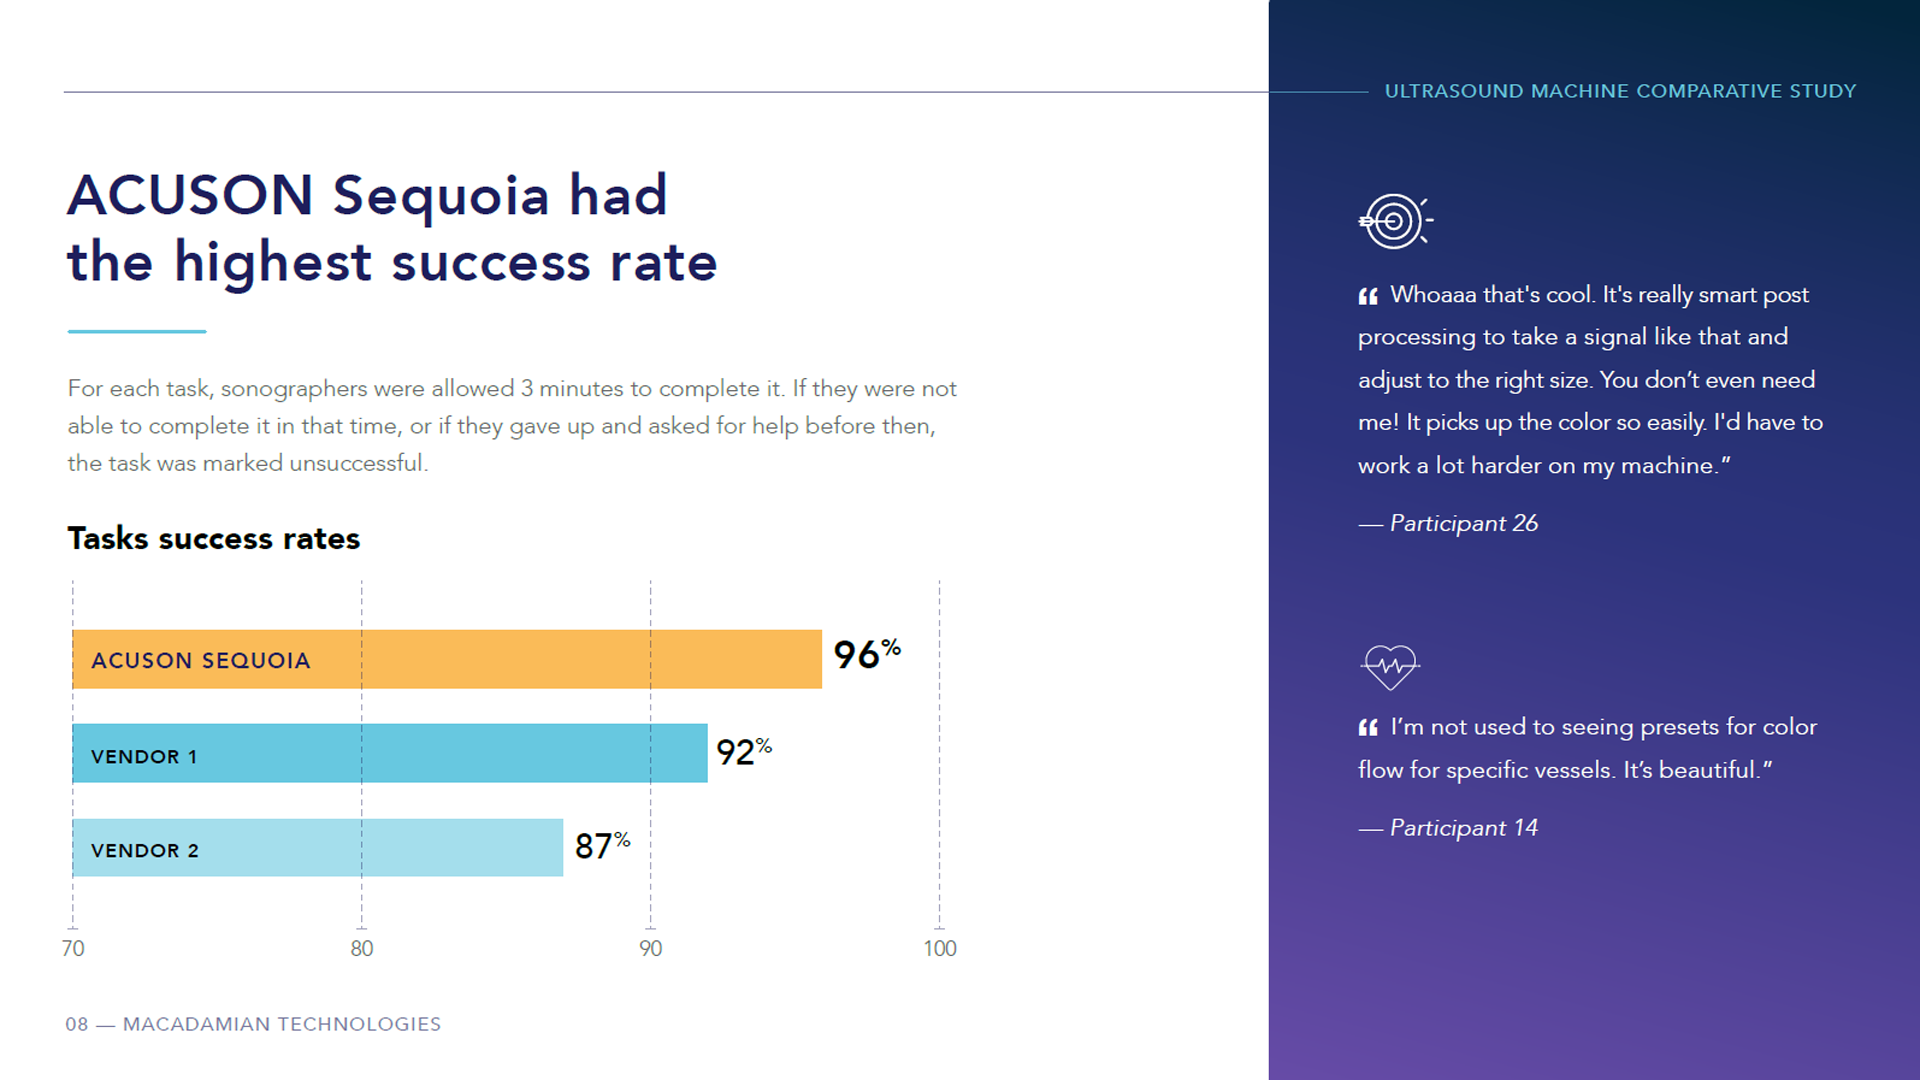 ULTRASOUND MACHINE COMPARATIVE STUDY
ACUSON Sequoia had
the highest success rate
For each task, sonographers were allowed 3 minutes to complete it. If they were not
able to complete it in that time, or if they gave up and asked for help before then,
the task was marked unsuccessful.
Tasks success rates
ACUSON SEQUOIA 96%
VENDOR 1 92%
VENDOR 2 87%
70 80 90 100
08 — MACADAMIAN TECHNOLOGIES
“ Whoaaa that's cool. It's really smart post
processing to take a signal like that and
adjust to the right size. You don’t even need
me! It picks up the color so easily. I'd have to
work a lot harder on my machine.”
— Participant 26
“ I’m not used to seeing presets for color
flow for specific vessels. It’s beautiful.”
— Participant 14